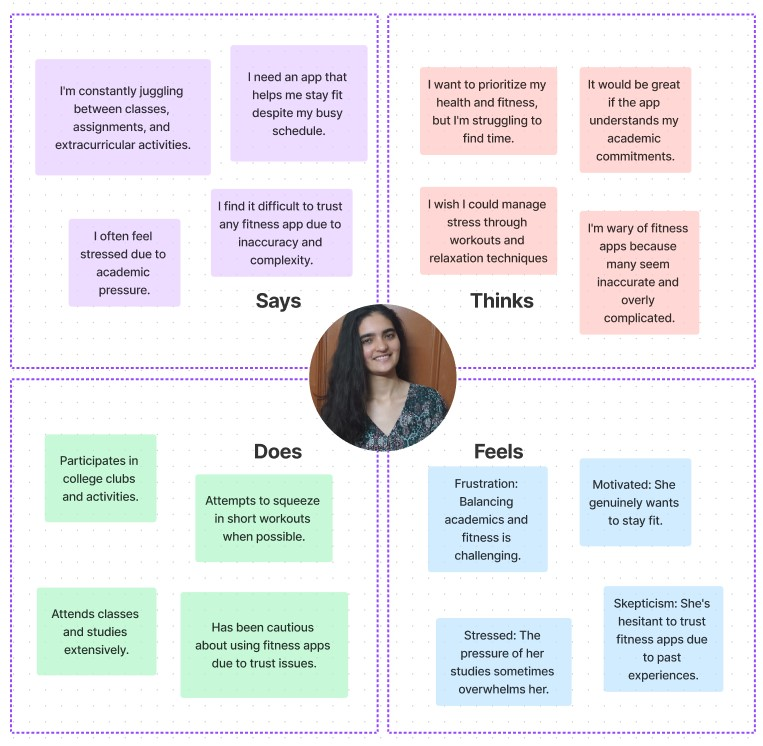 I'm constantly juggling
between classes,
assignments, and
extracurricular activities.
I need an app that
helps me stay fit
despite my busy
schedule.
I often feel
stressed due to
academic
pressure.
I find it difficult to trust
any fitness app due to
inaccuracy and
complexity.
Says
I want to prioritize my
health and fitness,
but I'm struggling to
find time.
It would be great
if the app
understands my
academic
commitments.
I wish I could manage
stress through
workouts and
relaxation techniques
I'm wary of fitness
apps because
many seem
inaccurate and
overly
complicated.
Thinks
Does
Participates in
college clubs
and activities.
Attempts to squeeze
in short workouts
when possible.
Attends classes
and studies
extensively.
Has been cautious
about using fitness apps
due to trust issues.
Feels
Frustration:
Balancing
academics and
fitness is
challenging.
Motivated: She
genuinely wants
to stay fit.
Stressed: The
pressure of her
studies sometimes
overwhelms her.
Skepticism: She's
hesitant to trust
fitness apps due
to past
experiences.